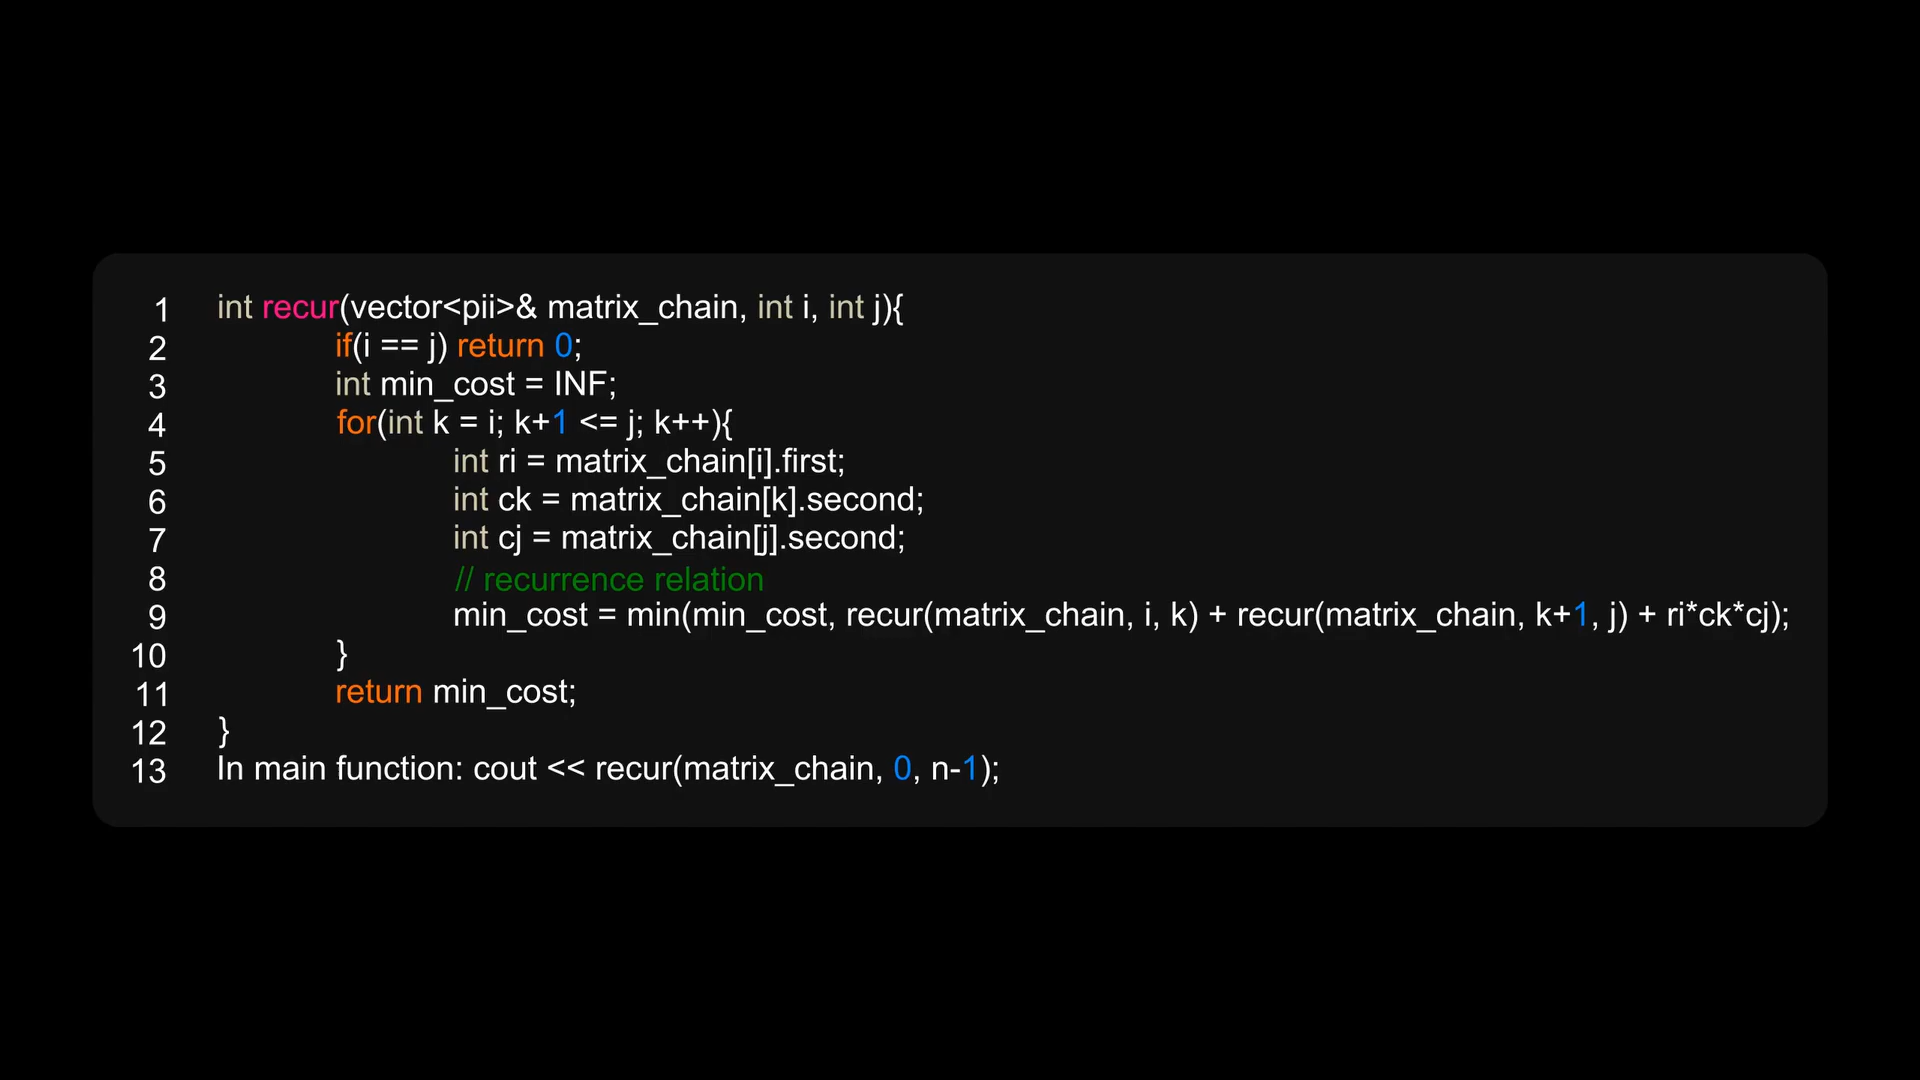 1 int recur(vector<pii>& matrix_chain, int i, int j){
2 if(i == j) return 0;
3 int min_cost = INF;
4 for(int k = i; k+1 <= j; k++){
5 int ri = matrix_chain[i].first;
6 int ck = matrix_chain[k].second;
7 int cj = matrix_chain[j].second;
8 // recurrence relation
9 min_cost = min(min_cost, recur(matrix_chain, i, k) + recur(matrix_chain, k+1, j) + ri*ck*cj);
10 }
11 return min_cost;
12 }
13 In main function: cout << recur(matrix_chain, 0, n-1);